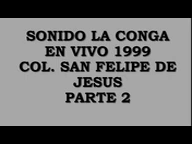 SONIDO LA CONGA
EN VIVO 1999
COL. SAN FELIPE DE
JESUS
PARTE 2